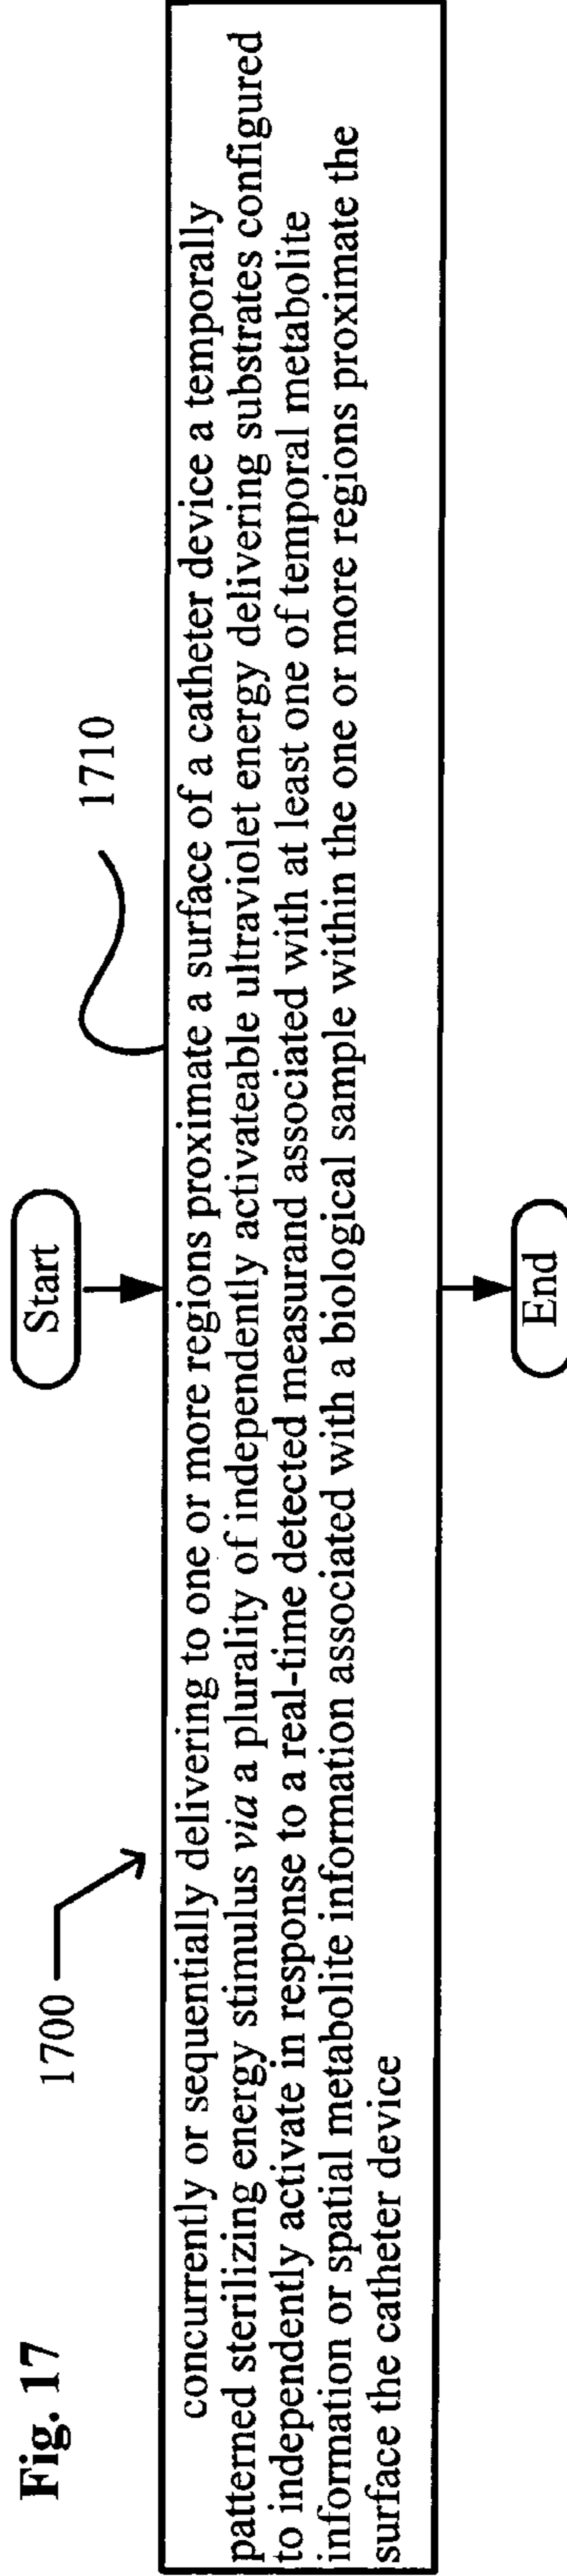 Fig. 17
1700
Start
1710
concurrently or sequentially delivering to one or more regions proximate a surface of a catheter device a temporally
patterned sterilizing energy stimulus via a plurality of independently activateable ultraviolet energy delivering substrates configured
to independently activate in response to a real-time detected measurand associated with at least one of temporal metabolite
information or spatial metabolite information associated with a biological sample within the one or more regions proximate the
surface the catheter device
End